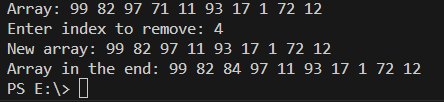 Array: 99 82 97 71 11 93 17 1 72 12
Enter index to remove: 4
New array: 99 82 97 11 93 17 1 72 12
Array in the end: 99 82 84 97 11 93 17 1 72 12
PS E:\>